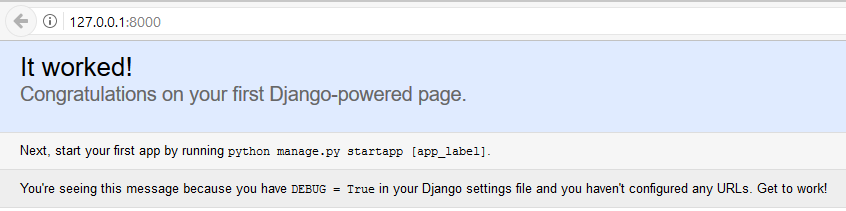 127.0.0.1:8000
It worked!
Congratulations on your first Django-powered page.
Next, start your first app by running python manage.py startapp [app_label].
You're seeing this message because you have DEBUG = True in your Django settings file and you haven't configured any URLs. Get to work!